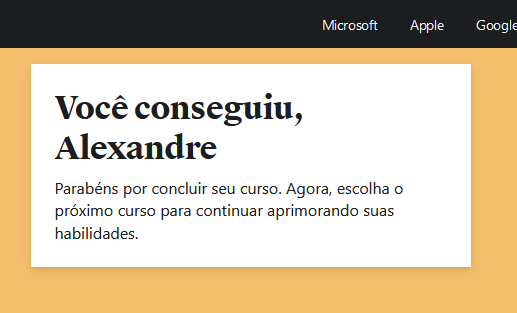 Microsoft Apple Google
Você conseguiu,
Alexandre
Parabéns por concluir seu curso. Agora, escolha o
próximo curso para continuar aprimorando suas
habilidades.